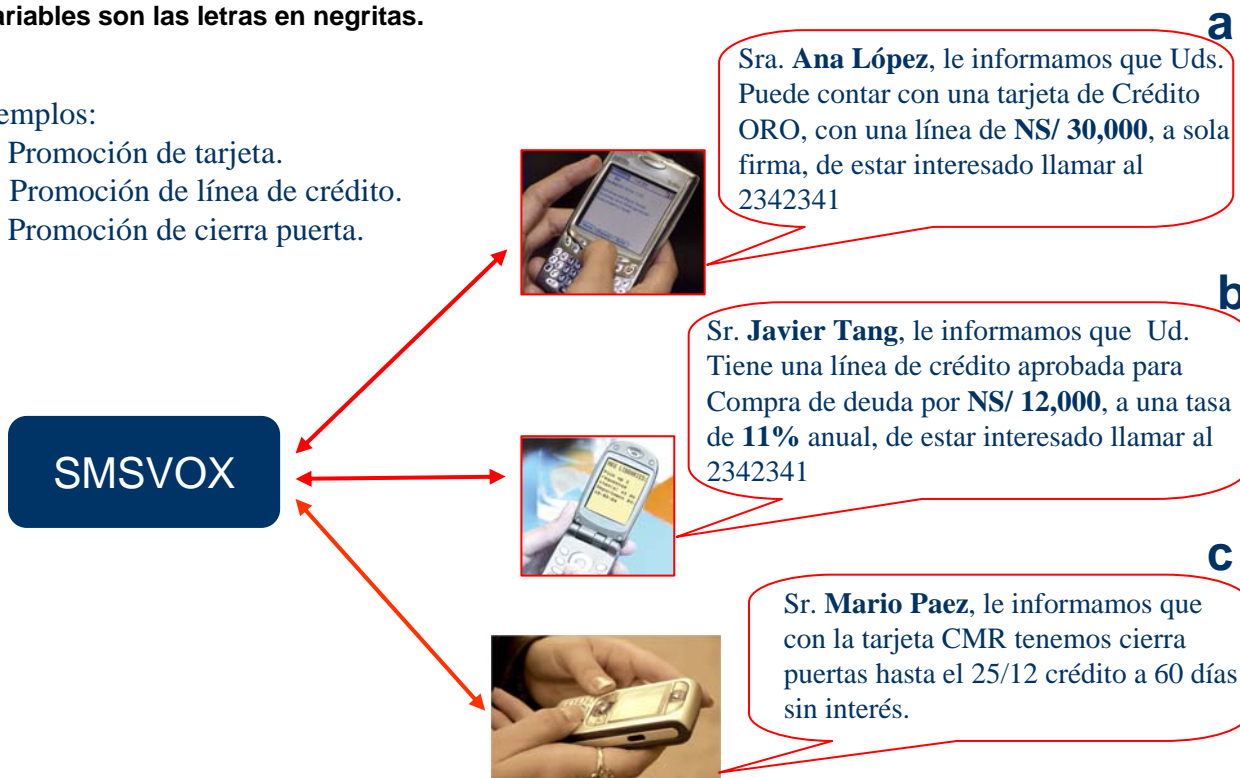 ariables son las letras en negritas.
emplos:
Promoción de tarjeta.
Promoción de línea de crédito.
Promoción de cierra puerta.
SMSVOX
a
Sra. Ana López, le informamos que Uds.
Puede contar con una tarjeta de Crédito
ORO, con una línea de NS/ 30,000, a sola
firma, de estar interesado llamar al
2342341
b
Sr. Javier Tang, le informamos que Ud.
Tiene una línea de crédito aprobada para
Compra de deuda por NS/ 12,000, a una tasa
de 11% anual, de estar interesado llamar al
2342341
c
Sr. Mario Paez, le informamos que
con la tarjeta CMR tenemos cierra
puertas hasta el 25/12 crédito a 60 días
sin interés.